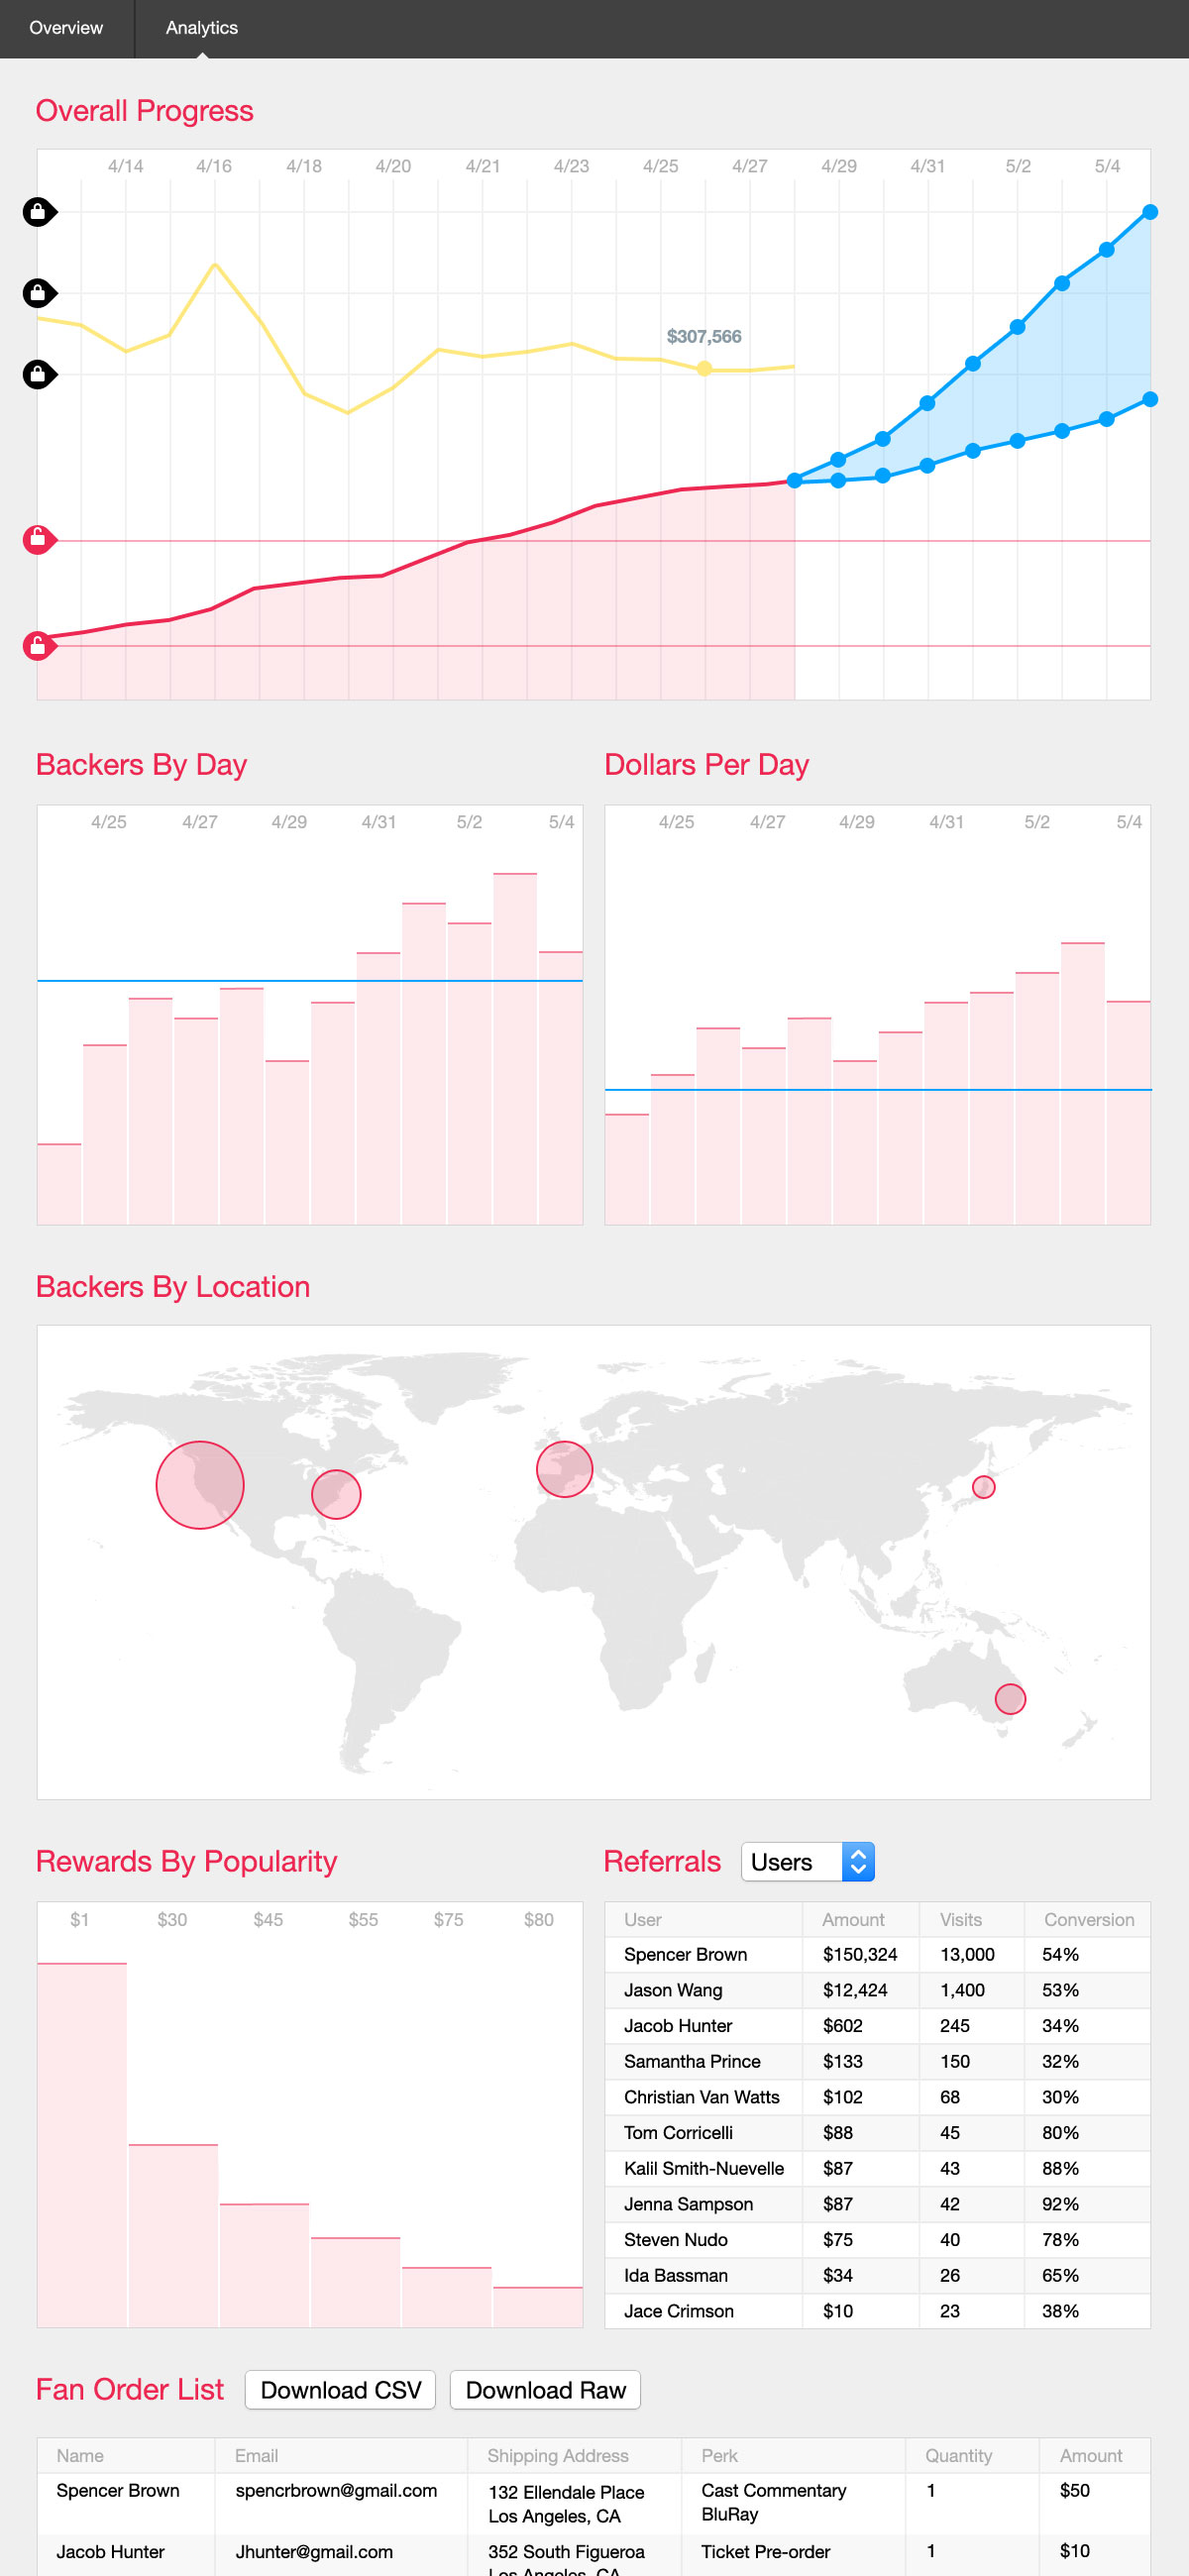 Overview Analytics
Overall Progress
4/14 4/16 4/18 4/20 4/21 4/23 4/25 4/27 4/29 4/31 5/2 5/4
$307,566
Backers By Day
4/25 4/27 4/29 4/31 5/2 5/4
Dollars Per Day
4/25 4/27 4/29 4/31 5/2 5/4
Backers By Location
Rewards By Popularity
$1 $30 $45 $55 $75 $80
Referrals Users
User Amount Visits Conversion
Spencer Brown $150,324 13,000 54%
Jason Wang $12,424 1,400 53%
Jacob Hunter $602 245 34%
Samantha Prince $133 150 32%
Christian Van Watts $102 68 30%
Tom Corricelli $88 45 80%
Kalil Smith-Nuevelle $87 43 88%
Jenna Sampson $87 42 92%
Steven Nudo $75 40 78%
Ida Bassman $34 26 65%
Jace Crimson $10 23 38%
Fan Order List Download CSV Download Raw
Name Email Shipping Address Perk Quantity Amount
Spencer Brown spencrbrown@gmail.com 132 Ellendale Place Cast Commentary 1 $50
Los Angeles, CA BluRay
Jacob Hunter Jhunter@gmail.com 352 South Figueroa Ticket Pre-order 1 $10
Los Angeles, CA